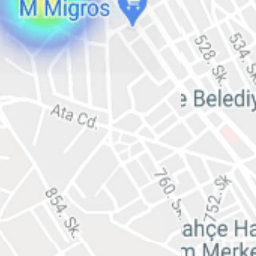 M Migros
528. Sk.
534. Sk.
e Belediy
Ata Cd.
854. Sk.
760. Sk.
752. Sk
ahçe Ha
m Merke